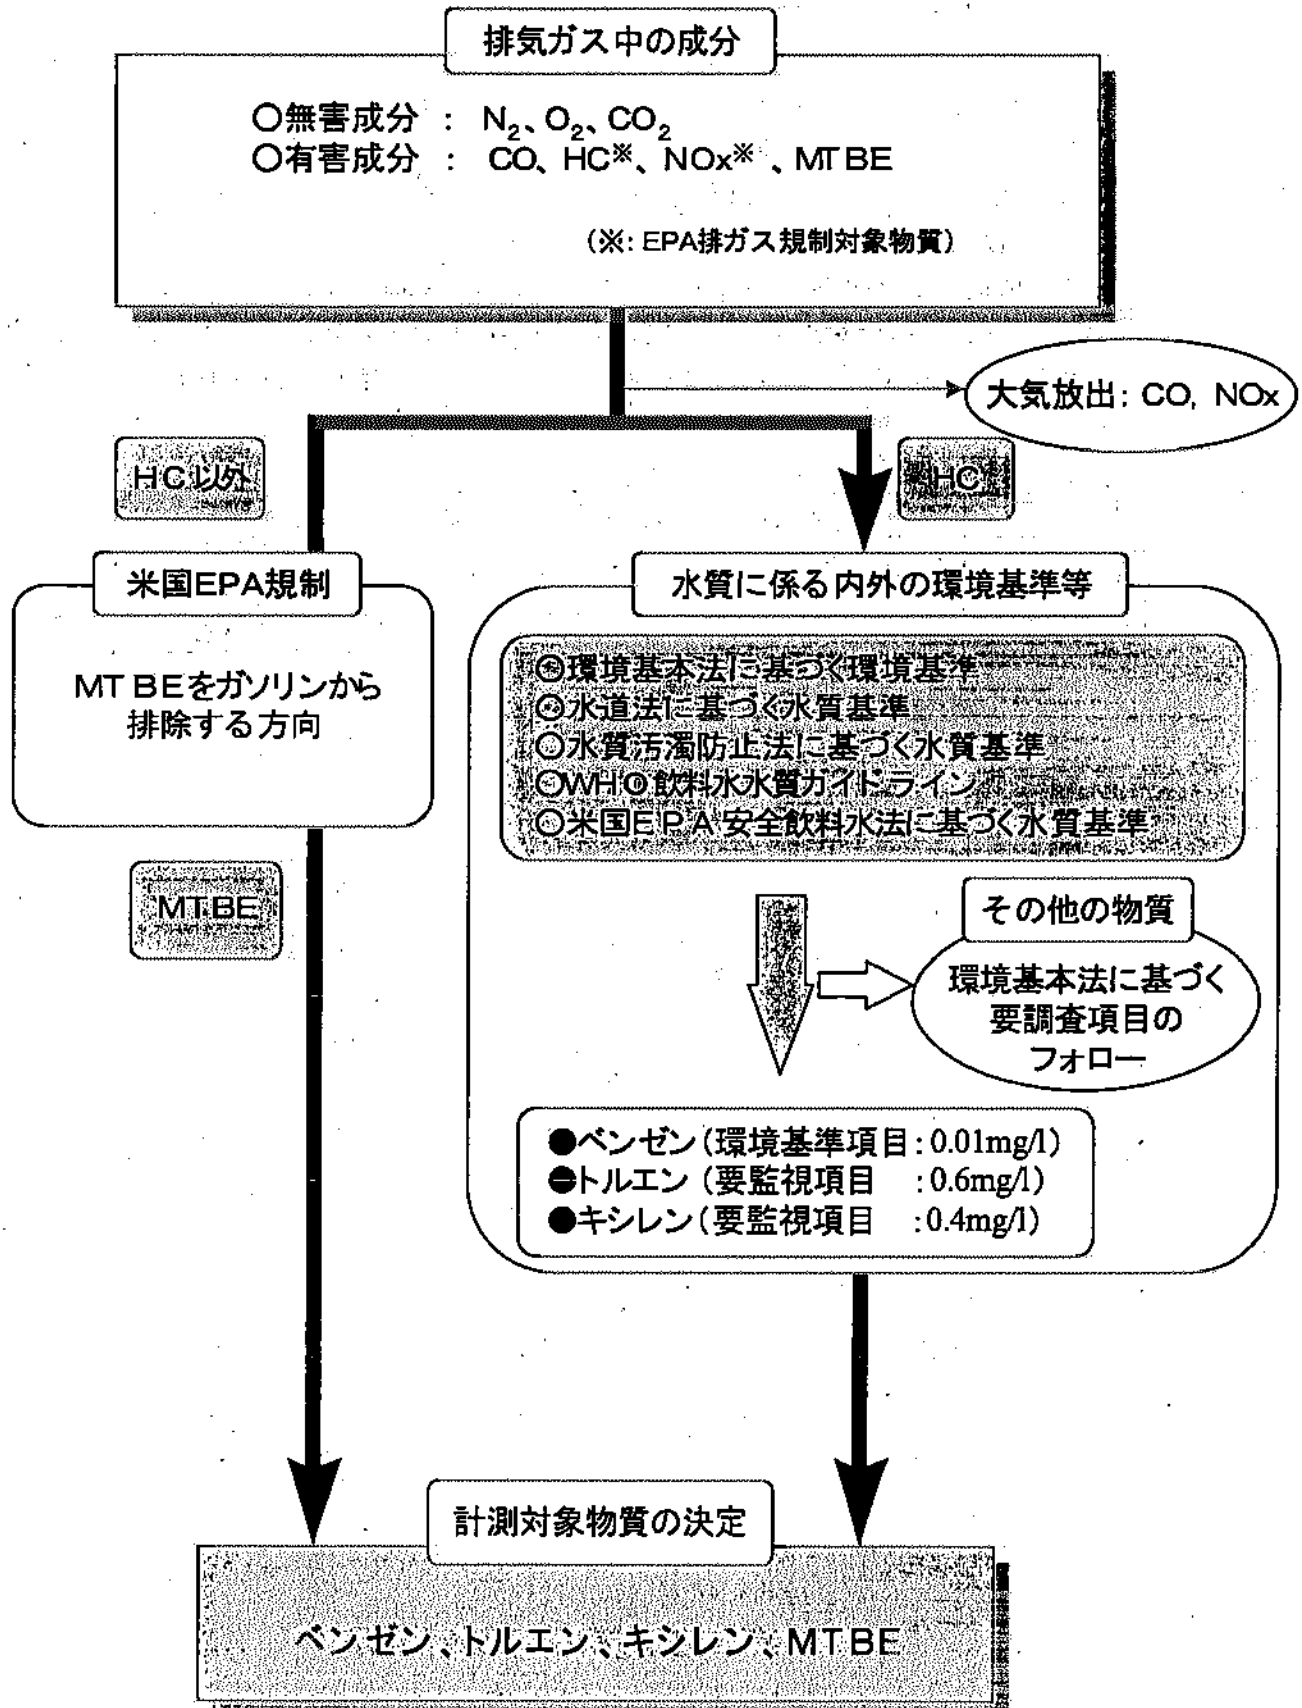 排気ガス中の成分
○無害成分 : N₂、O₂、CO₂
○有害成分 : CO、HC※、NOx※、MTBE
(※: EPA排ガス規制対象物質)
大気放出: CO, NOx
HC以外
HC
米国EPA規制
MTBEをガソリンから
排除する方向
水質に係る内外の環境基準等
○環境基本法に基づく環境基準
○水道法に基づく水質基準
○水質汚濁防止法に基づく水質基準
○WHO飲料水水質ガイドライン
○米国EPA安全飲料水法に基づく水質基準
MTBE
その他の物質
環境基本法に基づく
要調査項目の
フォロー
●ベンゼン(環境基準項目:0.01mg/l)
●トルエン(要監視項目 :0.6mg/l)
●キシレン(要監視項目 :0.4mg/l)
計測対象物質の決定
ベンゼン、トルエン、キシレン、MTBE